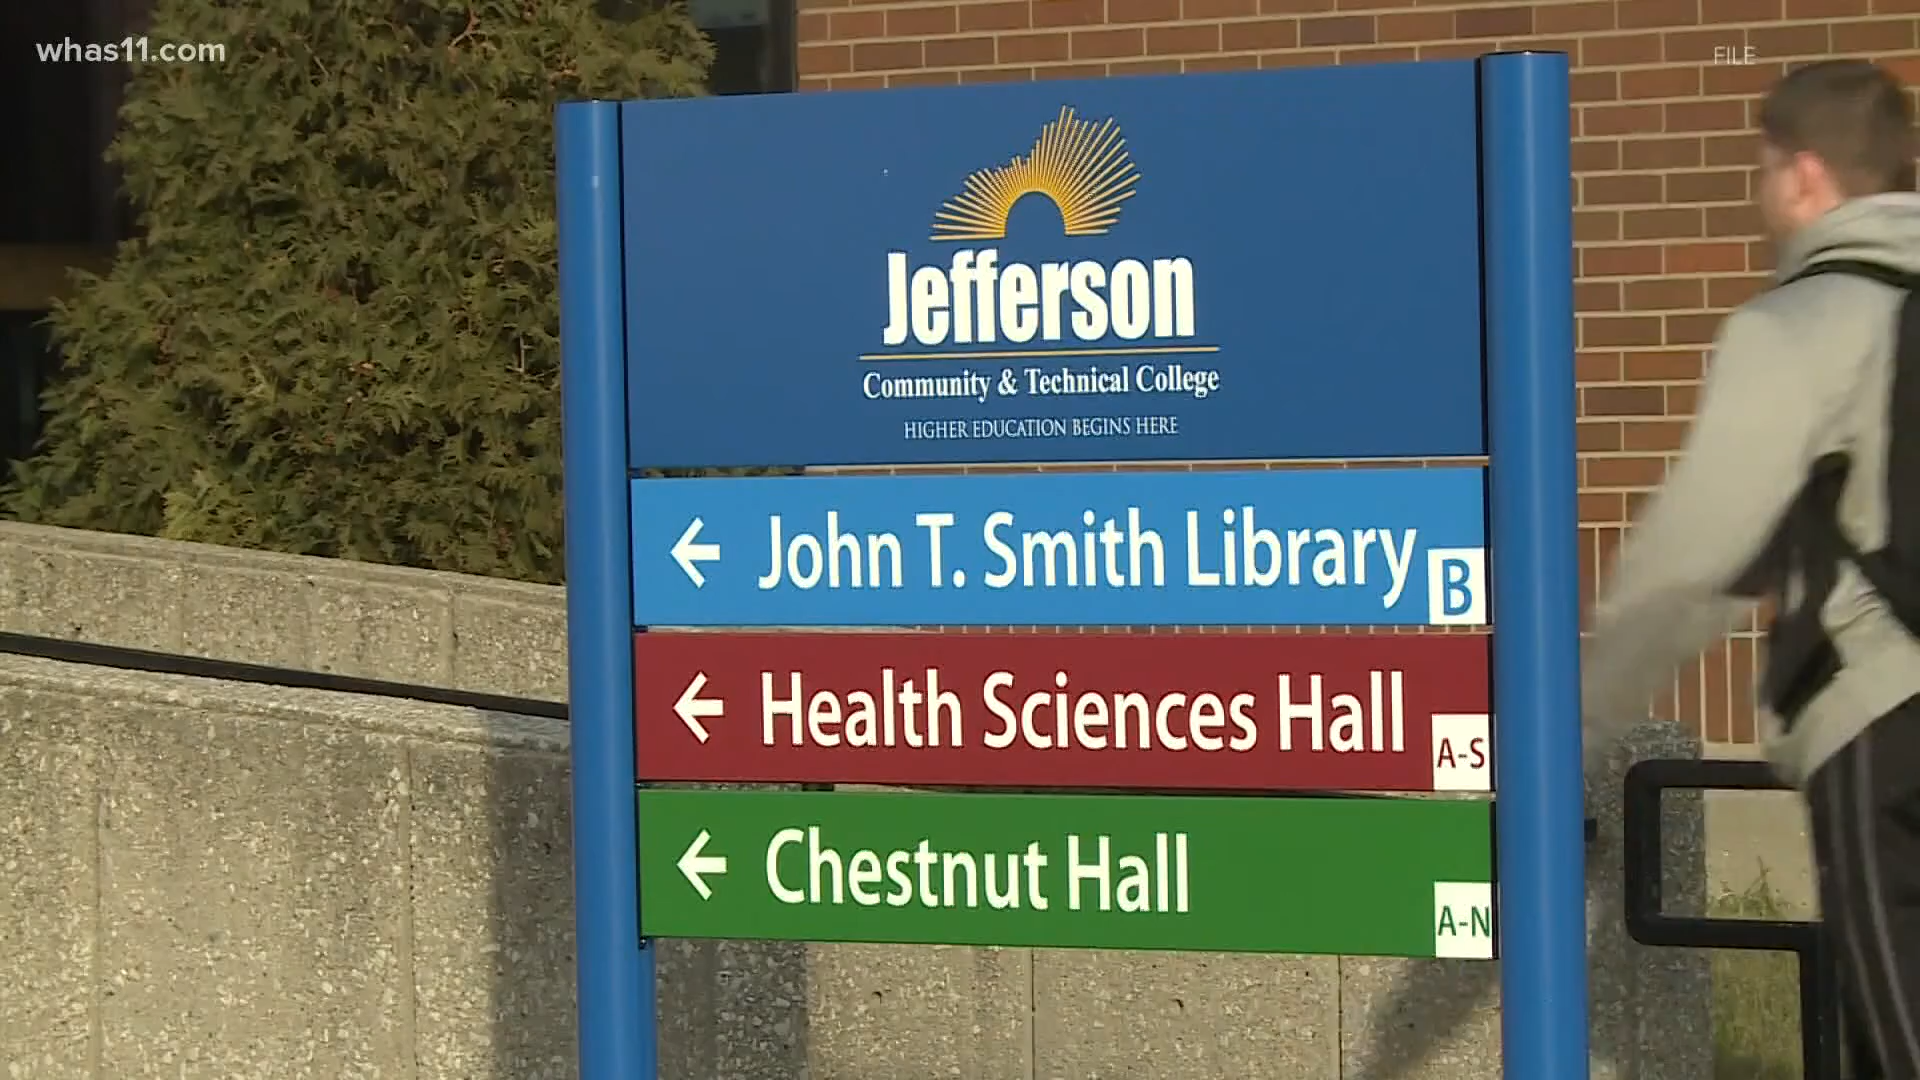 whas11.com
FILE
Jefferson
Community & Technical College
HIGHER EDUCATION BEGINS HERE
← John T. Smith Library B
← Health Sciences Hall A-S
← Chestnut Hall A-N